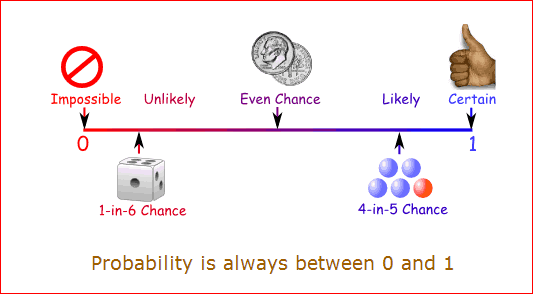 Impossible Unlikely Even Chance Likely Certain
0 1
1-in-6 Chance 4-in-5 Chance
Probability is always between 0 and 1